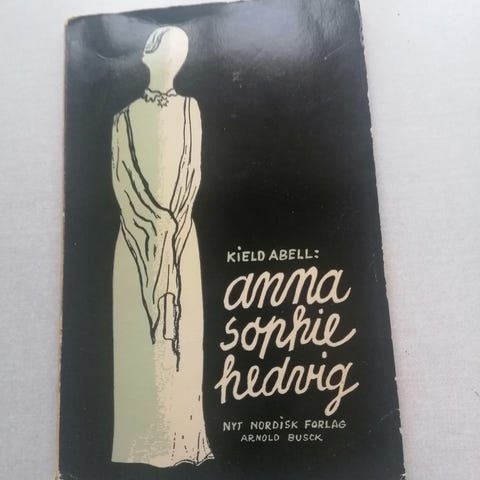 KIELD ABELL:
anna
sophie
hedvig
NYT NORDISK FORLAG
ARNOLD BUSCK